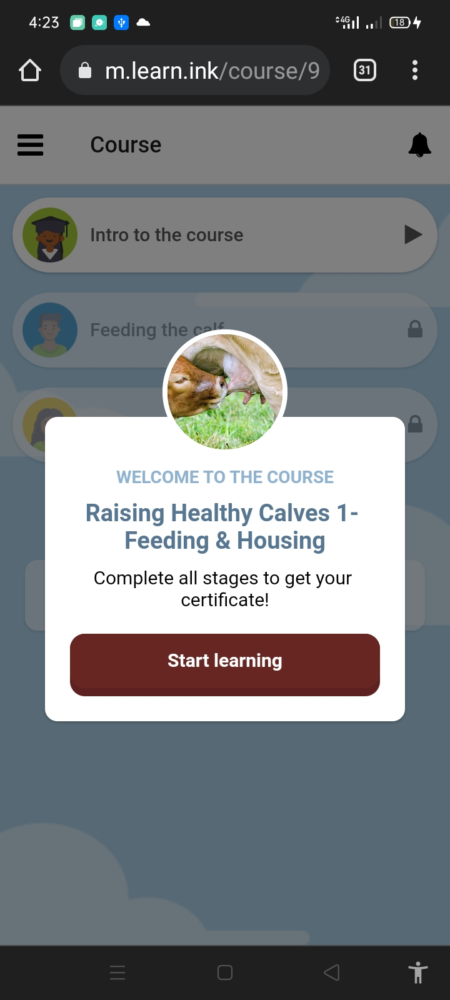 4:23
4G
18
m.learn.ink/course/9
31
Course
Intro to the course
Feeding the calf
WELCOME TO THE COURSE
Raising Healthy Calves 1-
Feeding & Housing
Complete all stages to get your
certificate!
Start learning